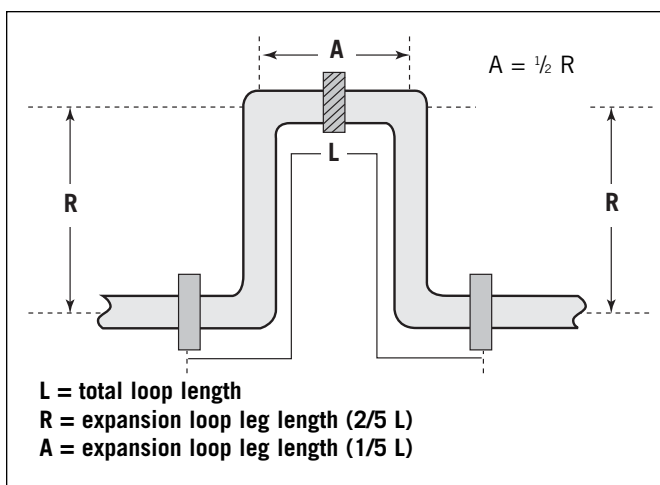 A
A = ½ R
L
R
R
L = total loop length
R = expansion loop leg length (2/5 L)
A = expansion loop leg length (1/5 L)